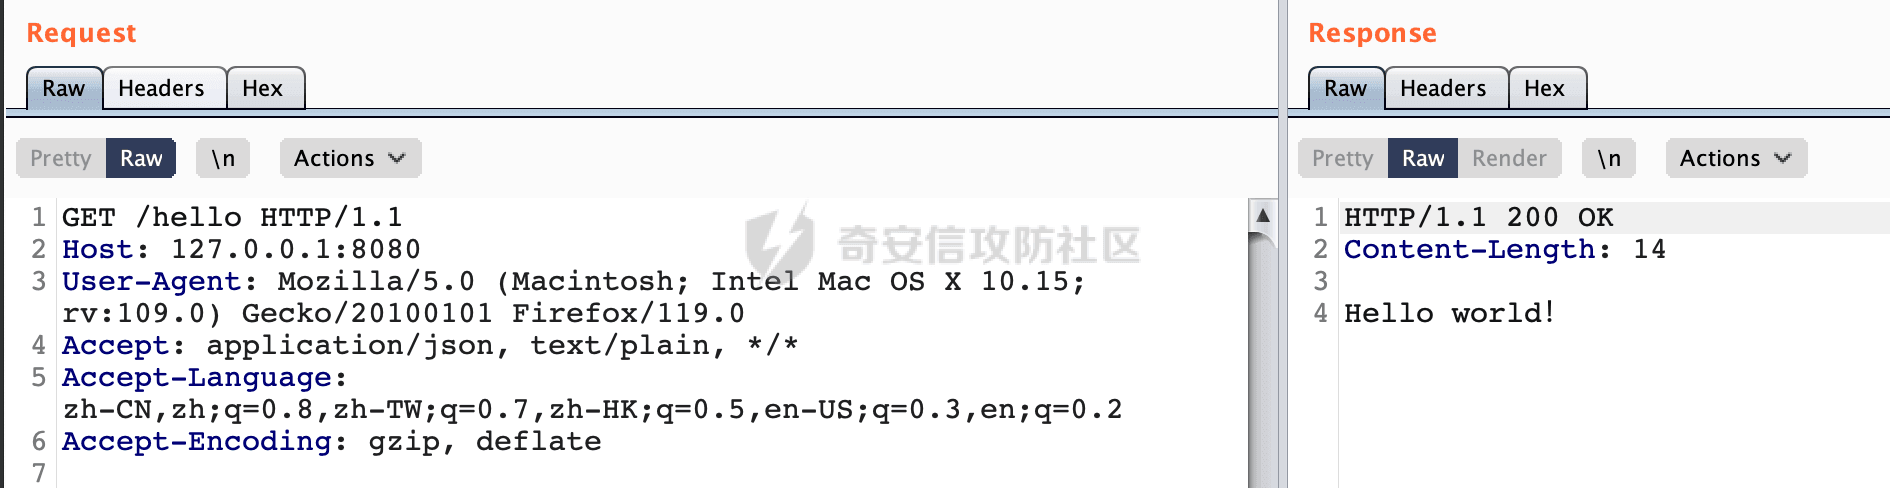 Request
Raw Headers Hex
Pretty Raw \n Actions
1 GET /hello HTTP/1.1
2 Host: 127.0.0.1:8080
3 User-Agent: Mozilla/5.0 (Macintosh; Intel Mac OS X 10.15;
rv:109.0) Gecko/20100101 Firefox/119.0
4 Accept: application/json, text/plain, */*
5 Accept-Language:
zh-CN,zh;q=0.8,zh-TW;q=0.7,zh-HK;q=0.5,en-US;q=0.3,en;q=0.2
6 Accept-Encoding: gzip, deflate
7
奇安信攻防社区
Response
Raw Headers Hex
Pretty Raw Render \n Actions
1 HTTP/1.1 200 OK
2 Content-Length: 14
3
4 Hello world!